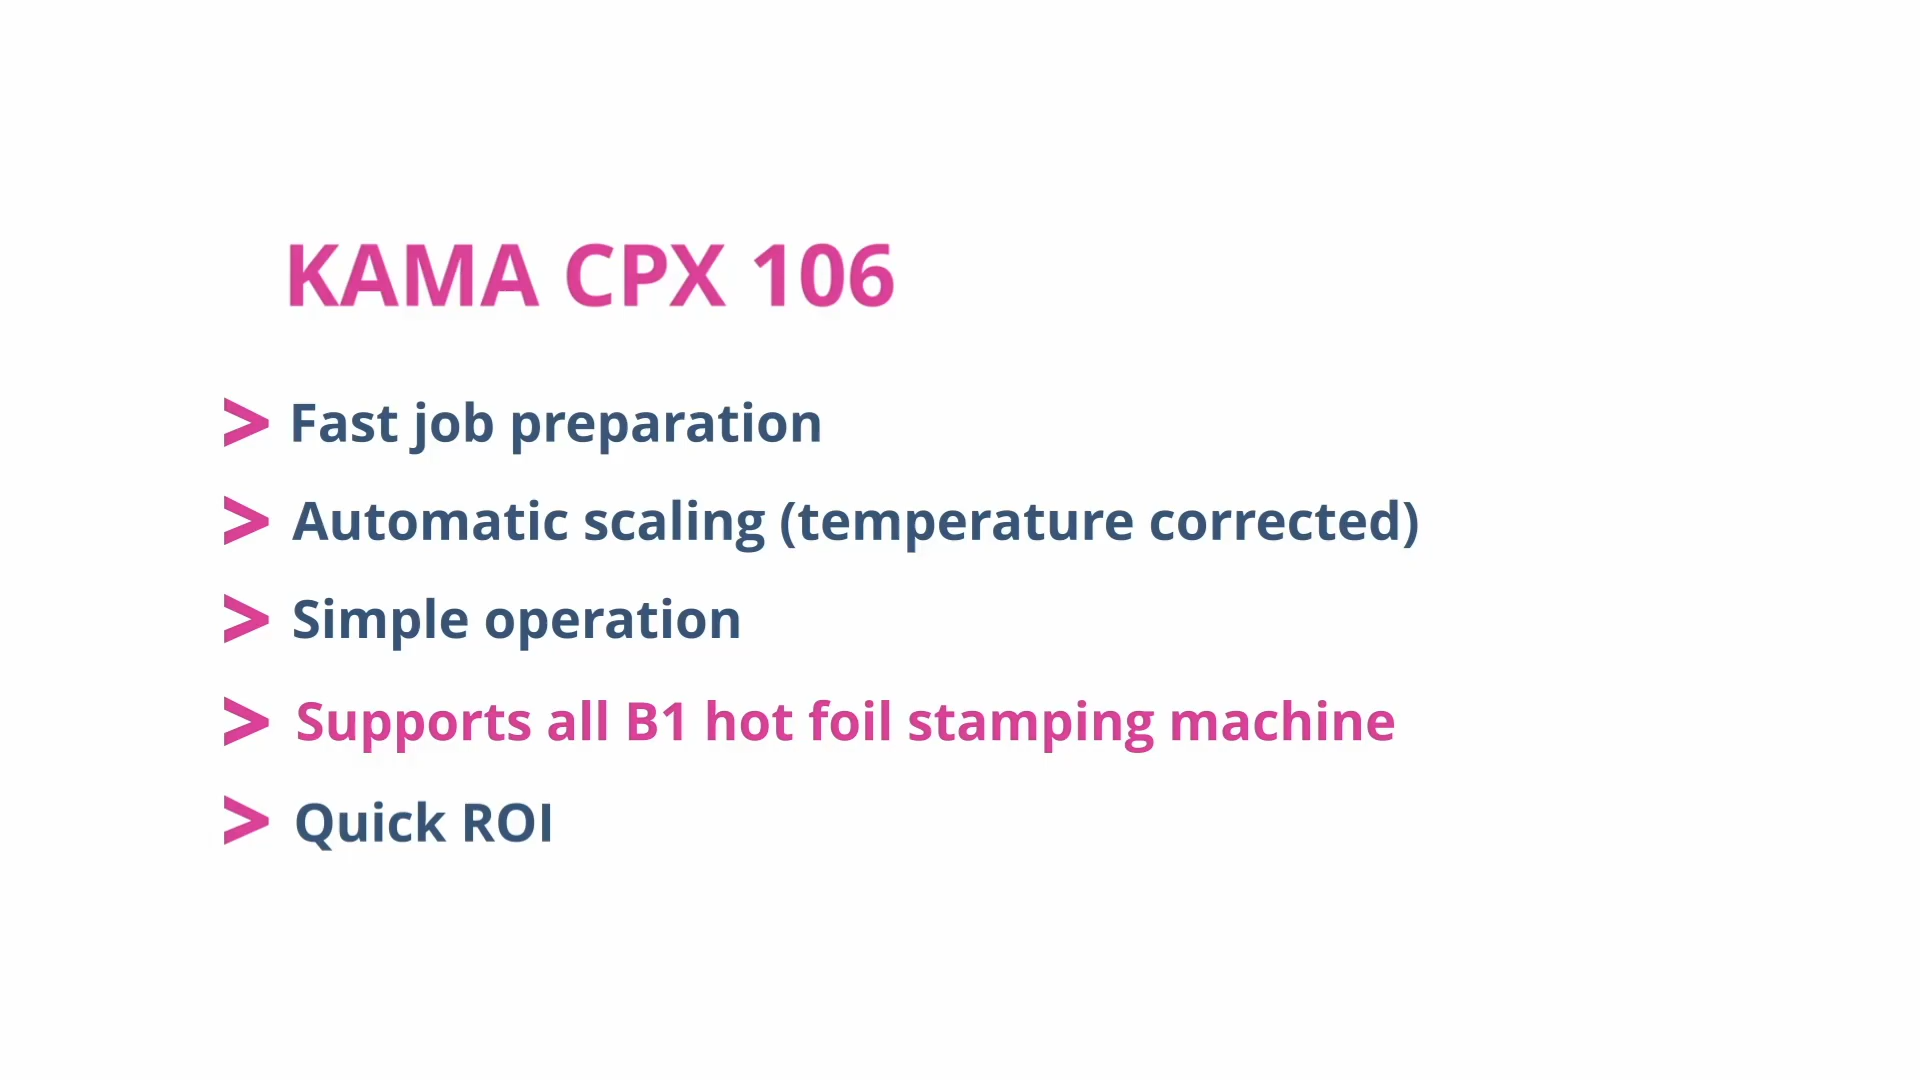 KAMA CPX 106
> Fast job preparation
> Automatic scaling (temperature corrected)
> Simple operation
> Supports all B1 hot foil stamping machine
> Quick ROI